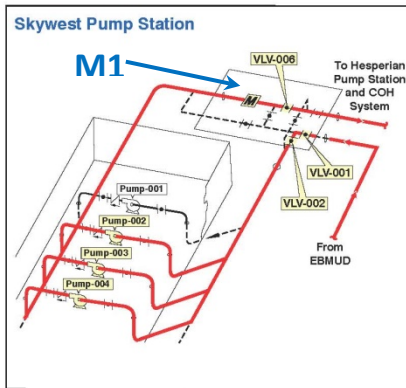 Skywest Pump Station
M1
VLV-006
M
To Hesperian
Pump Station
and COH
System
VLV-001
VLV-002
Pump-001
Pump-002
Pump-003
Pump-004
From
EBMUD